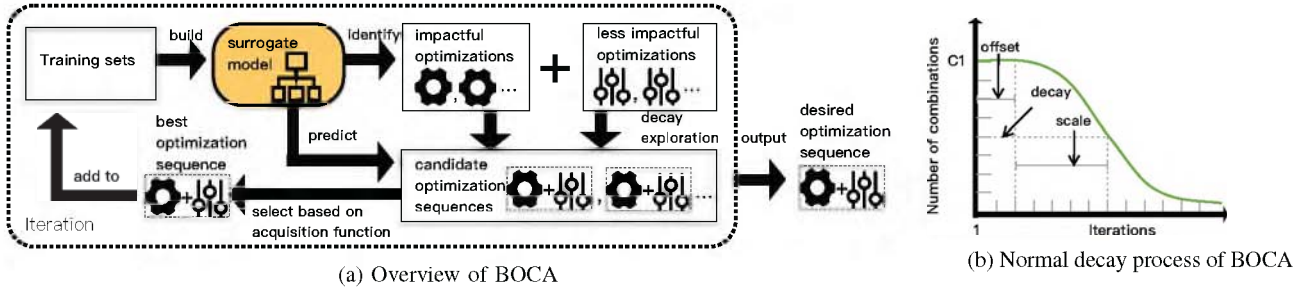 Training sets
build
surrogate
model
identify
impactful
optimizations
, ...
+
less impactful
optimizations
, ...
best
optimization
sequence
+
add to
Iteration
predict
decay
exploration
candidate
optimization
sequences
+ , + ...
select based on
acquisition function
output
desired
optimization
sequence
+
(a) Overview of BOCA
Number of combinations
C1
offset
decay
scale
1
Iterations
(b) Normal decay process of BOCA